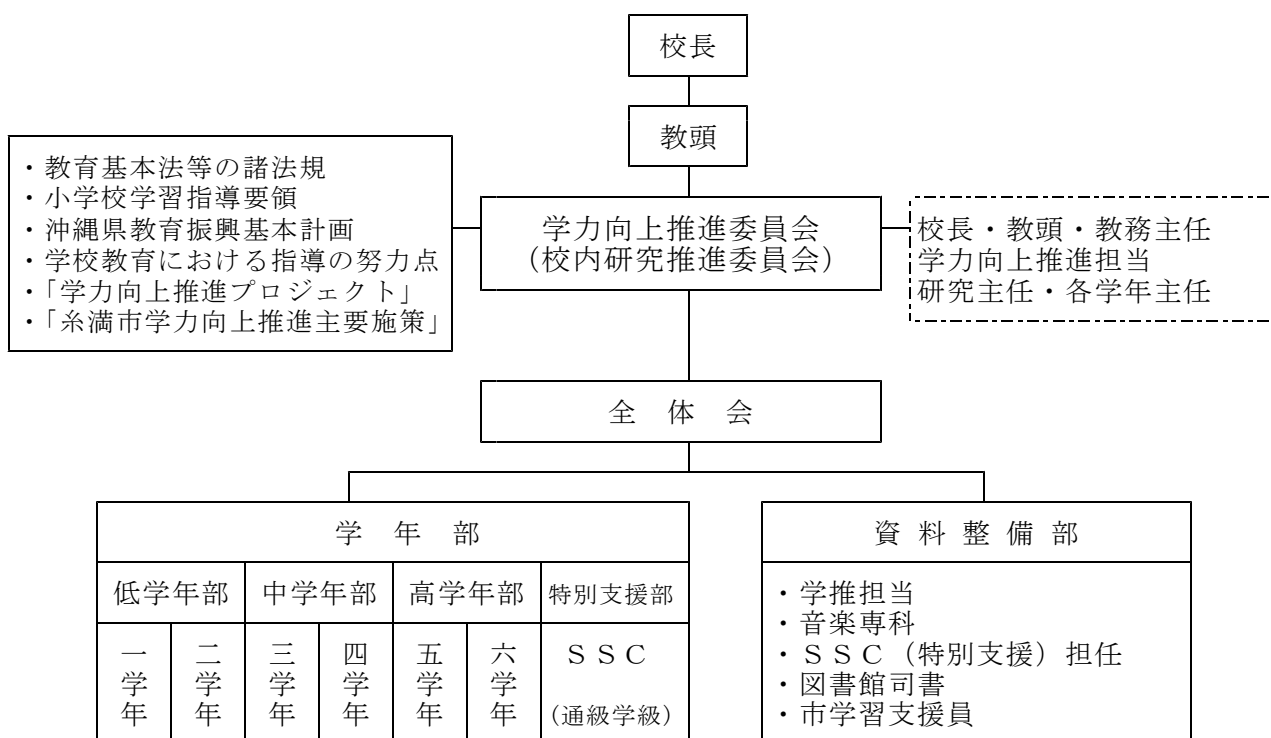 校長
教頭
・教育基本法等の諸法規
・小学校学習指導要領
・沖縄県教育振興基本計画
・学校教育における指導の努力点
・「学力向上推進プロジェクト」
・「糸満市学力向上推進主要施策」
学力向上推進委員会
（校内研究推進委員会）
校長・教頭・教務主任
学力向上推進担当
研究主任・各学年主任
全　体　会
学　年　部
低学年部
中学年部
高学年部
特別支援部
一学年
二学年
三学年
四学年
五学年
六学年
ＳＳＣ
（通級学級）
資 料 整 備 部
・学推担当
・音楽専科
・ＳＳＣ（特別支援）担任
・図書館司書
・市学習支援員